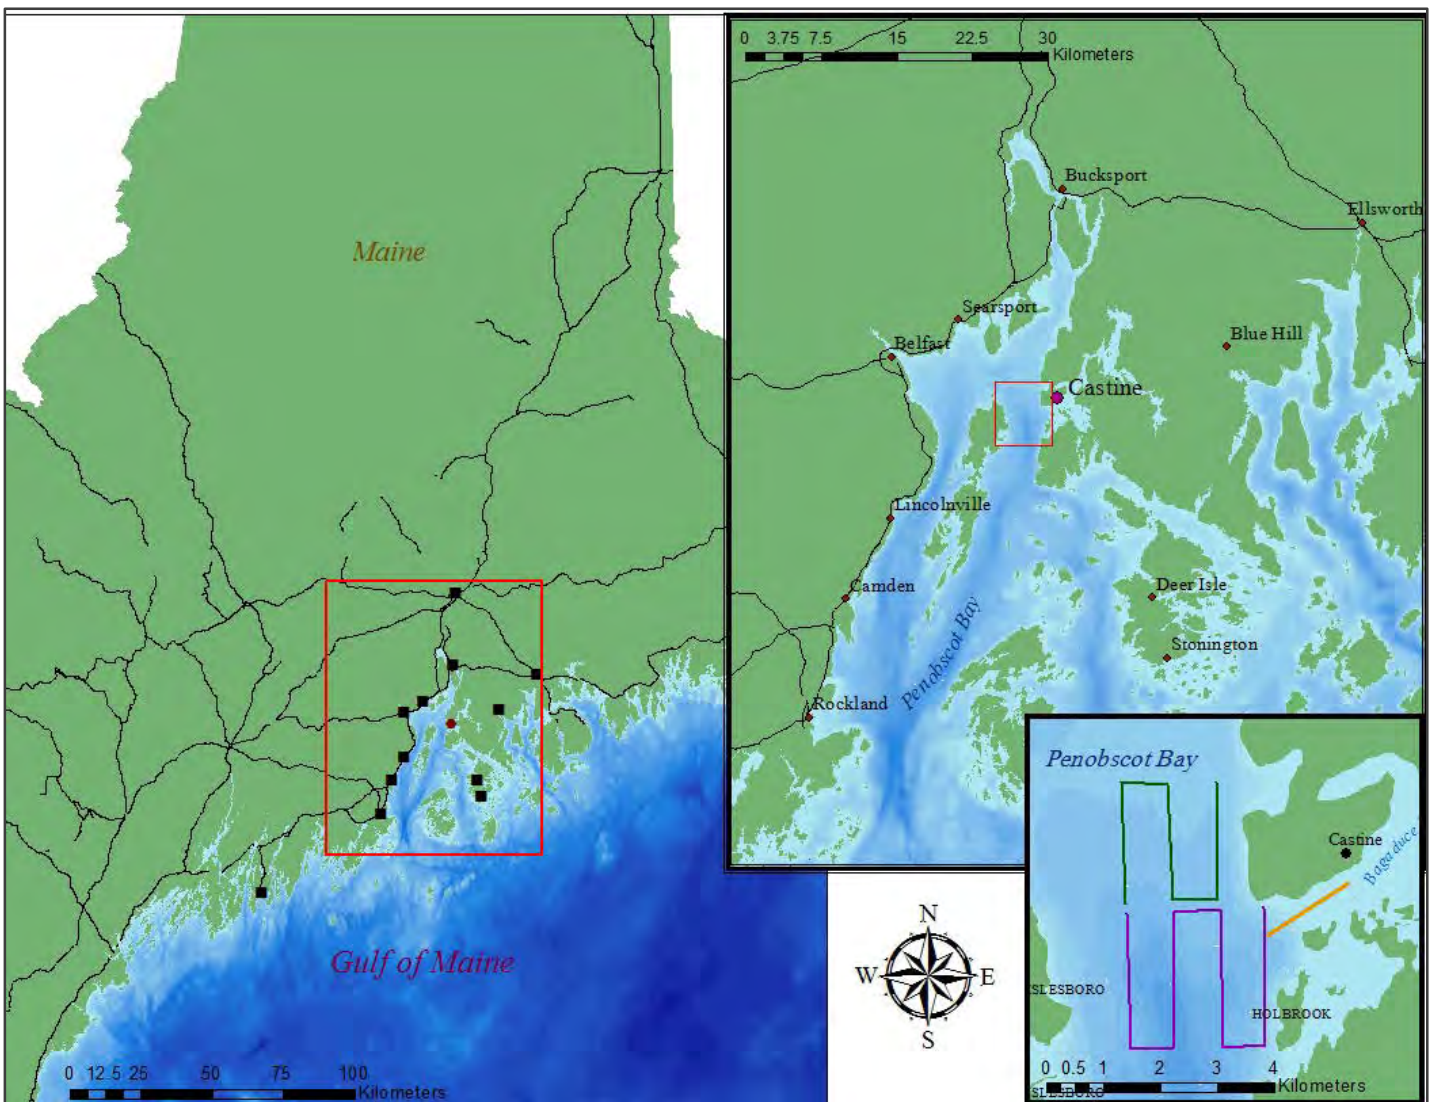 Maine
Gulf of Maine
0 12.5 25 50 75 100
Kilometers
0 3.75 7.5 15 22.5 30
Kilometers
Bucksport
Ellsworth
Searsport
Belfast
Blue Hill
Castine
Lincolnville
Camden
Deer Isle
Penobscot Bay
Stonington
Rockland
N
W E
S
Penobscot Bay
Castine
Bagaduce
SLESBORO
HOLBROOK
0 0.5 1 2 3 4
Kilometers
SLESBORO